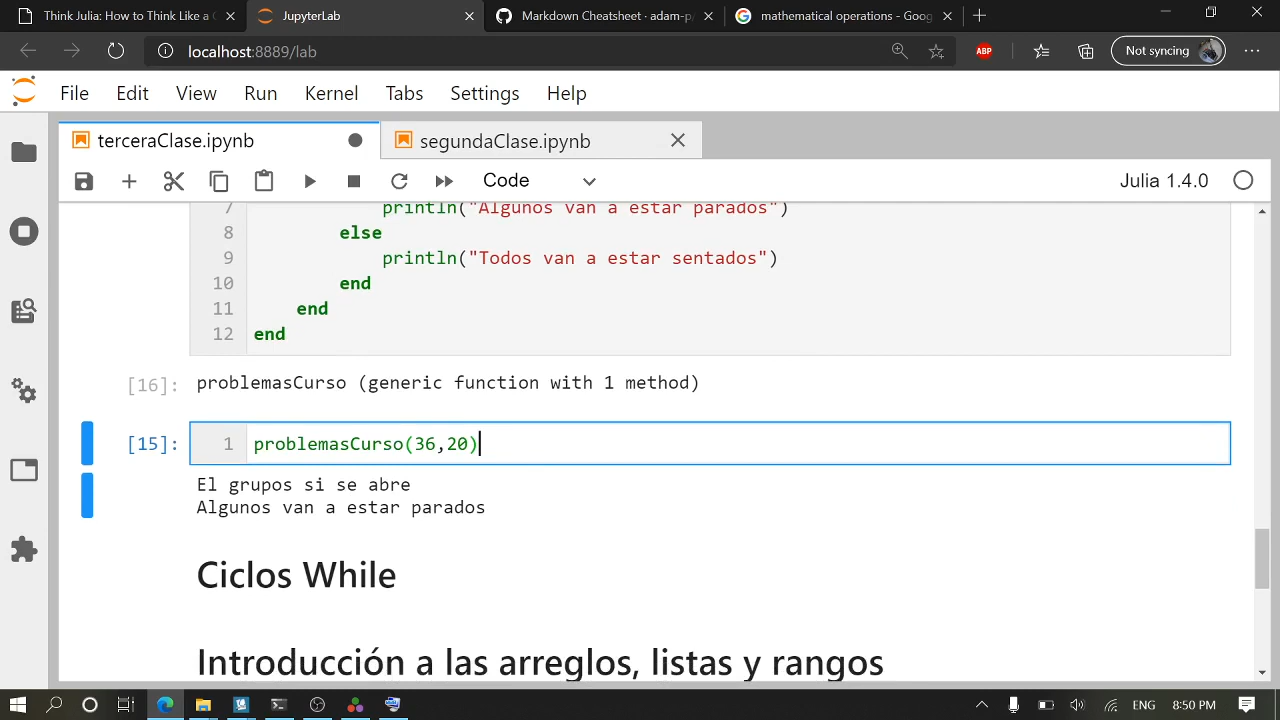 Think Julia: How to Think Like a C
JupyterLab
Markdown Cheatsheet · adam-p/
mathematical operations - Goog
localhost:8889/lab
ABP
Not syncing
File Edit View Run Kernel Tabs Settings Help
terceraClase.ipynb
segundaClase.ipynb
Code
Julia 1.4.0
7 println("Algunos van a estar parados")
8 else
9 println("Todos van a estar sentados")
10 end
11 end
12 end
[16]: problemasCurso (generic function with 1 method)
[15]: 1 problemasCurso(36,20)
El grupos si se abre
Algunos van a estar parados
Ciclos While
Introducción a las arreglos, listas y rangos
ENG 8:50 PM